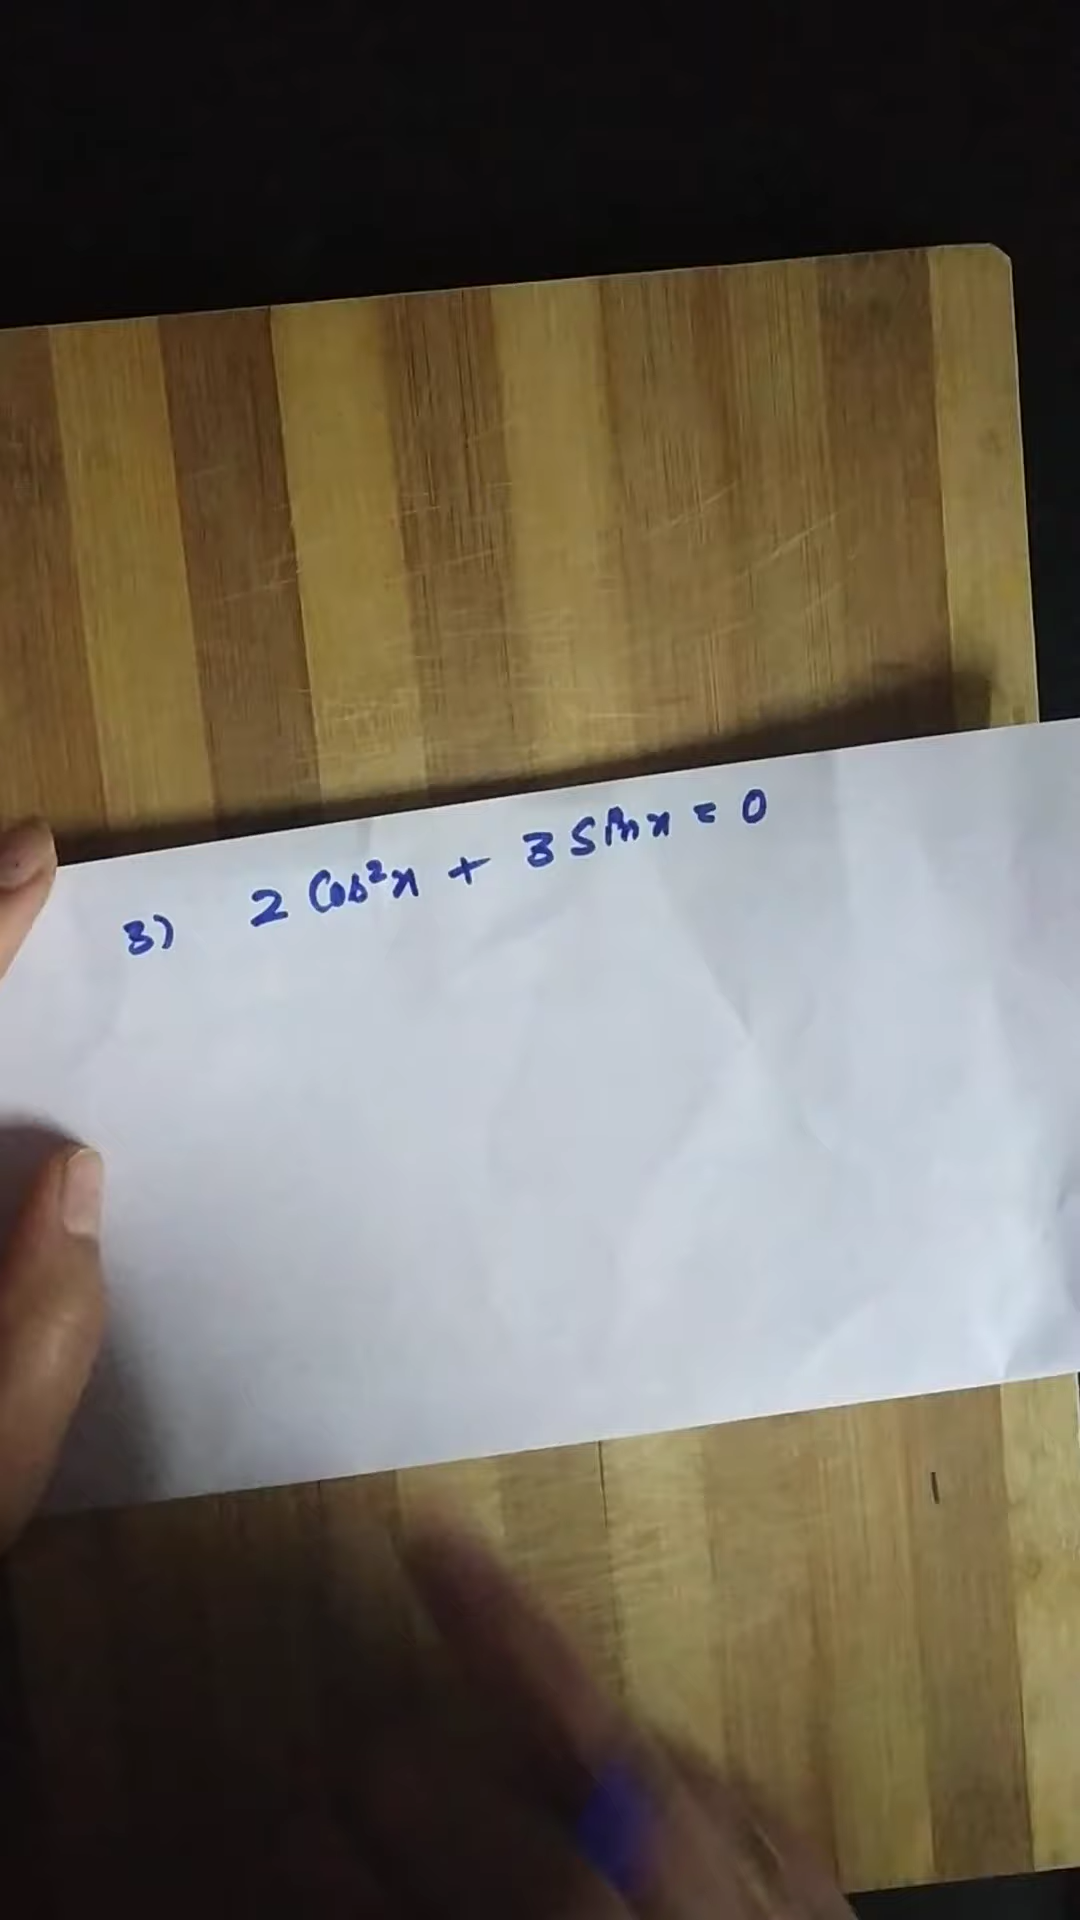 3) 2 Cos²x + 3 Sinx = 0